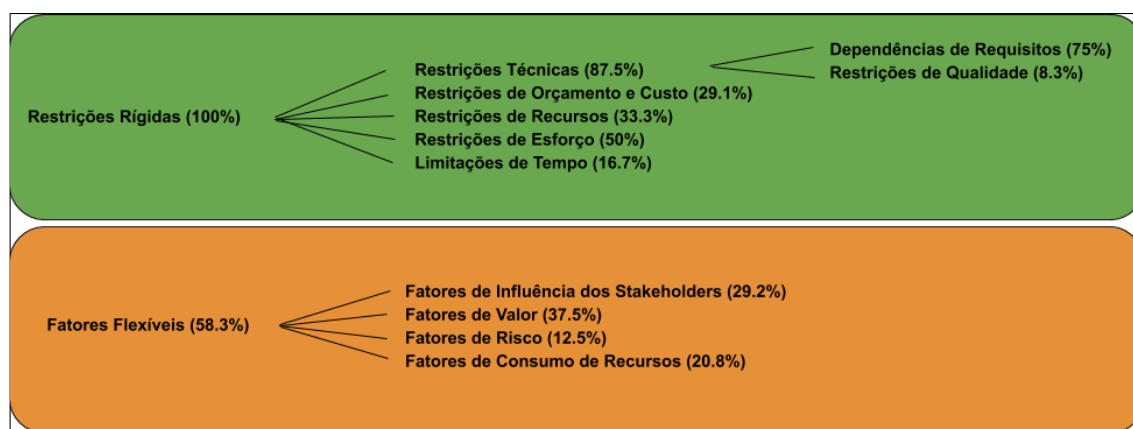 Dependências de Requisitos (75%)
Restrições Técnicas (87.5%)
Restrições de Qualidade (8.3%)
Restrições de Orçamento e Custo (29.1%)
Restrições Rígidas (100%)
Restrições de Recursos (33.3%)
Restrições de Esforço (50%)
Limitações de Tempo (16.7%)
Fatores de Influência dos Stakeholders (29.2%)
Fatores de Valor (37.5%)
Fatores Flexíveis (58.3%)
Fatores de Risco (12.5%)
Fatores de Consumo de Recursos (20.8%)